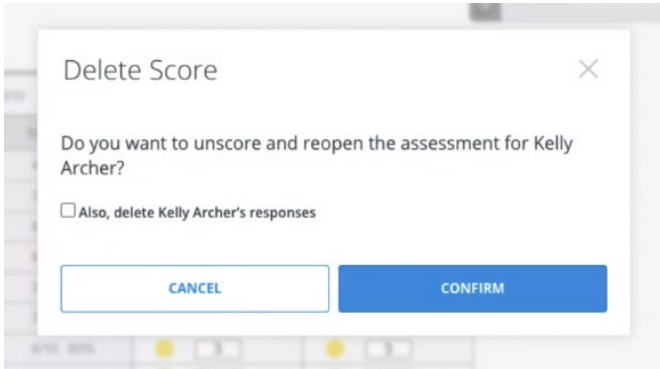 Delete Score
Do you want to unscore and reopen the assessment for Kelly
Archer?
Also, delete Kelly Archer's responses
CANCEL
CONFIRM